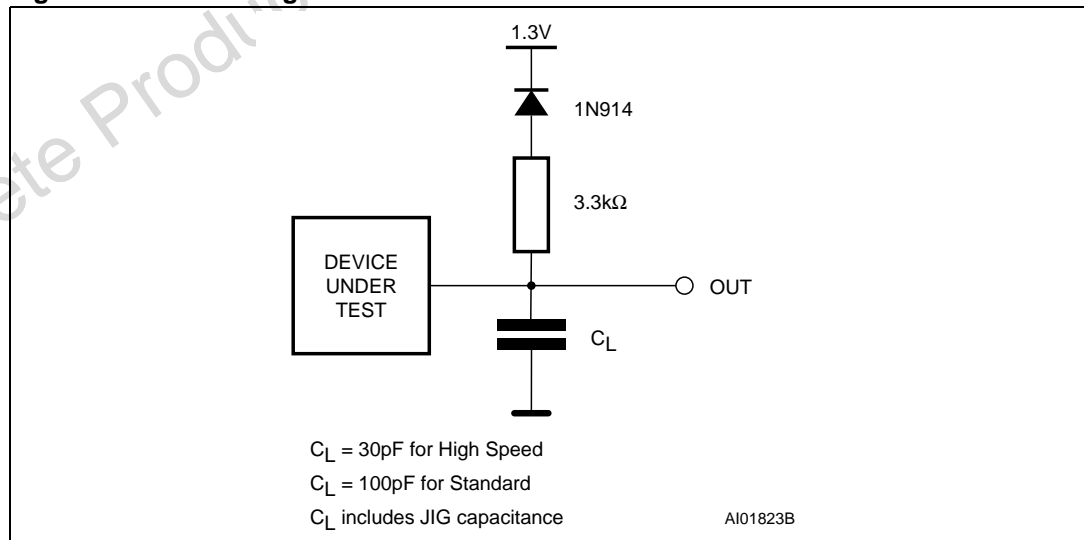 1.3V
1N914
3.3kΩ
DEVICE
UNDER
TEST
OUT
CL
CL = 30pF for High Speed
CL = 100pF for Standard
CL includes JIG capacitance
AI01823B